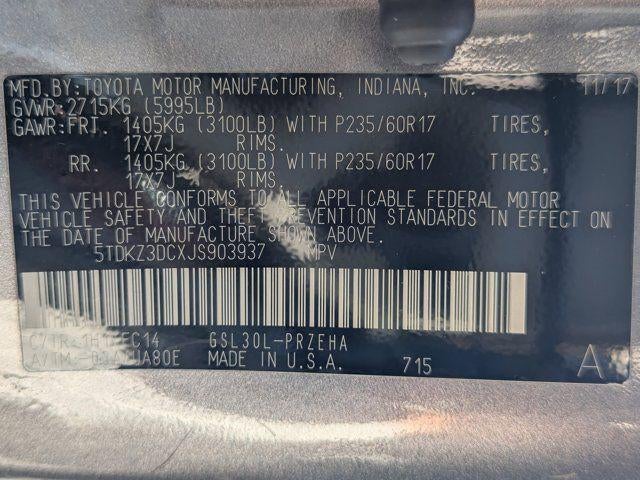 MFD. BY: TOYOTA MOTOR MANUFACTURING, INDIANA, INC. 11/17
GVWR: 2715KG (5995LB)
GAWR: FRT. 1405KG (3100LB) WITH P235/60R17 TIRES,
17X7J RIMS.
RR. 1405KG (3100LB) WITH P235/60R17 TIRES,
17X7J RIMS.
THIS VEHICLE CONFORMS TO ALL APPLICABLE FEDERAL MOTOR
VEHICLE SAFETY AND THEFT PREVENTION STANDARDS IN EFFECT ON
THE DATE OF MANUFACTURE SHOWN ABOVE.
5TDKZ3DCXJS903937 MPV
C/TR: GSL30L-PRZEHA
MADE IN U.S.A. 715 A